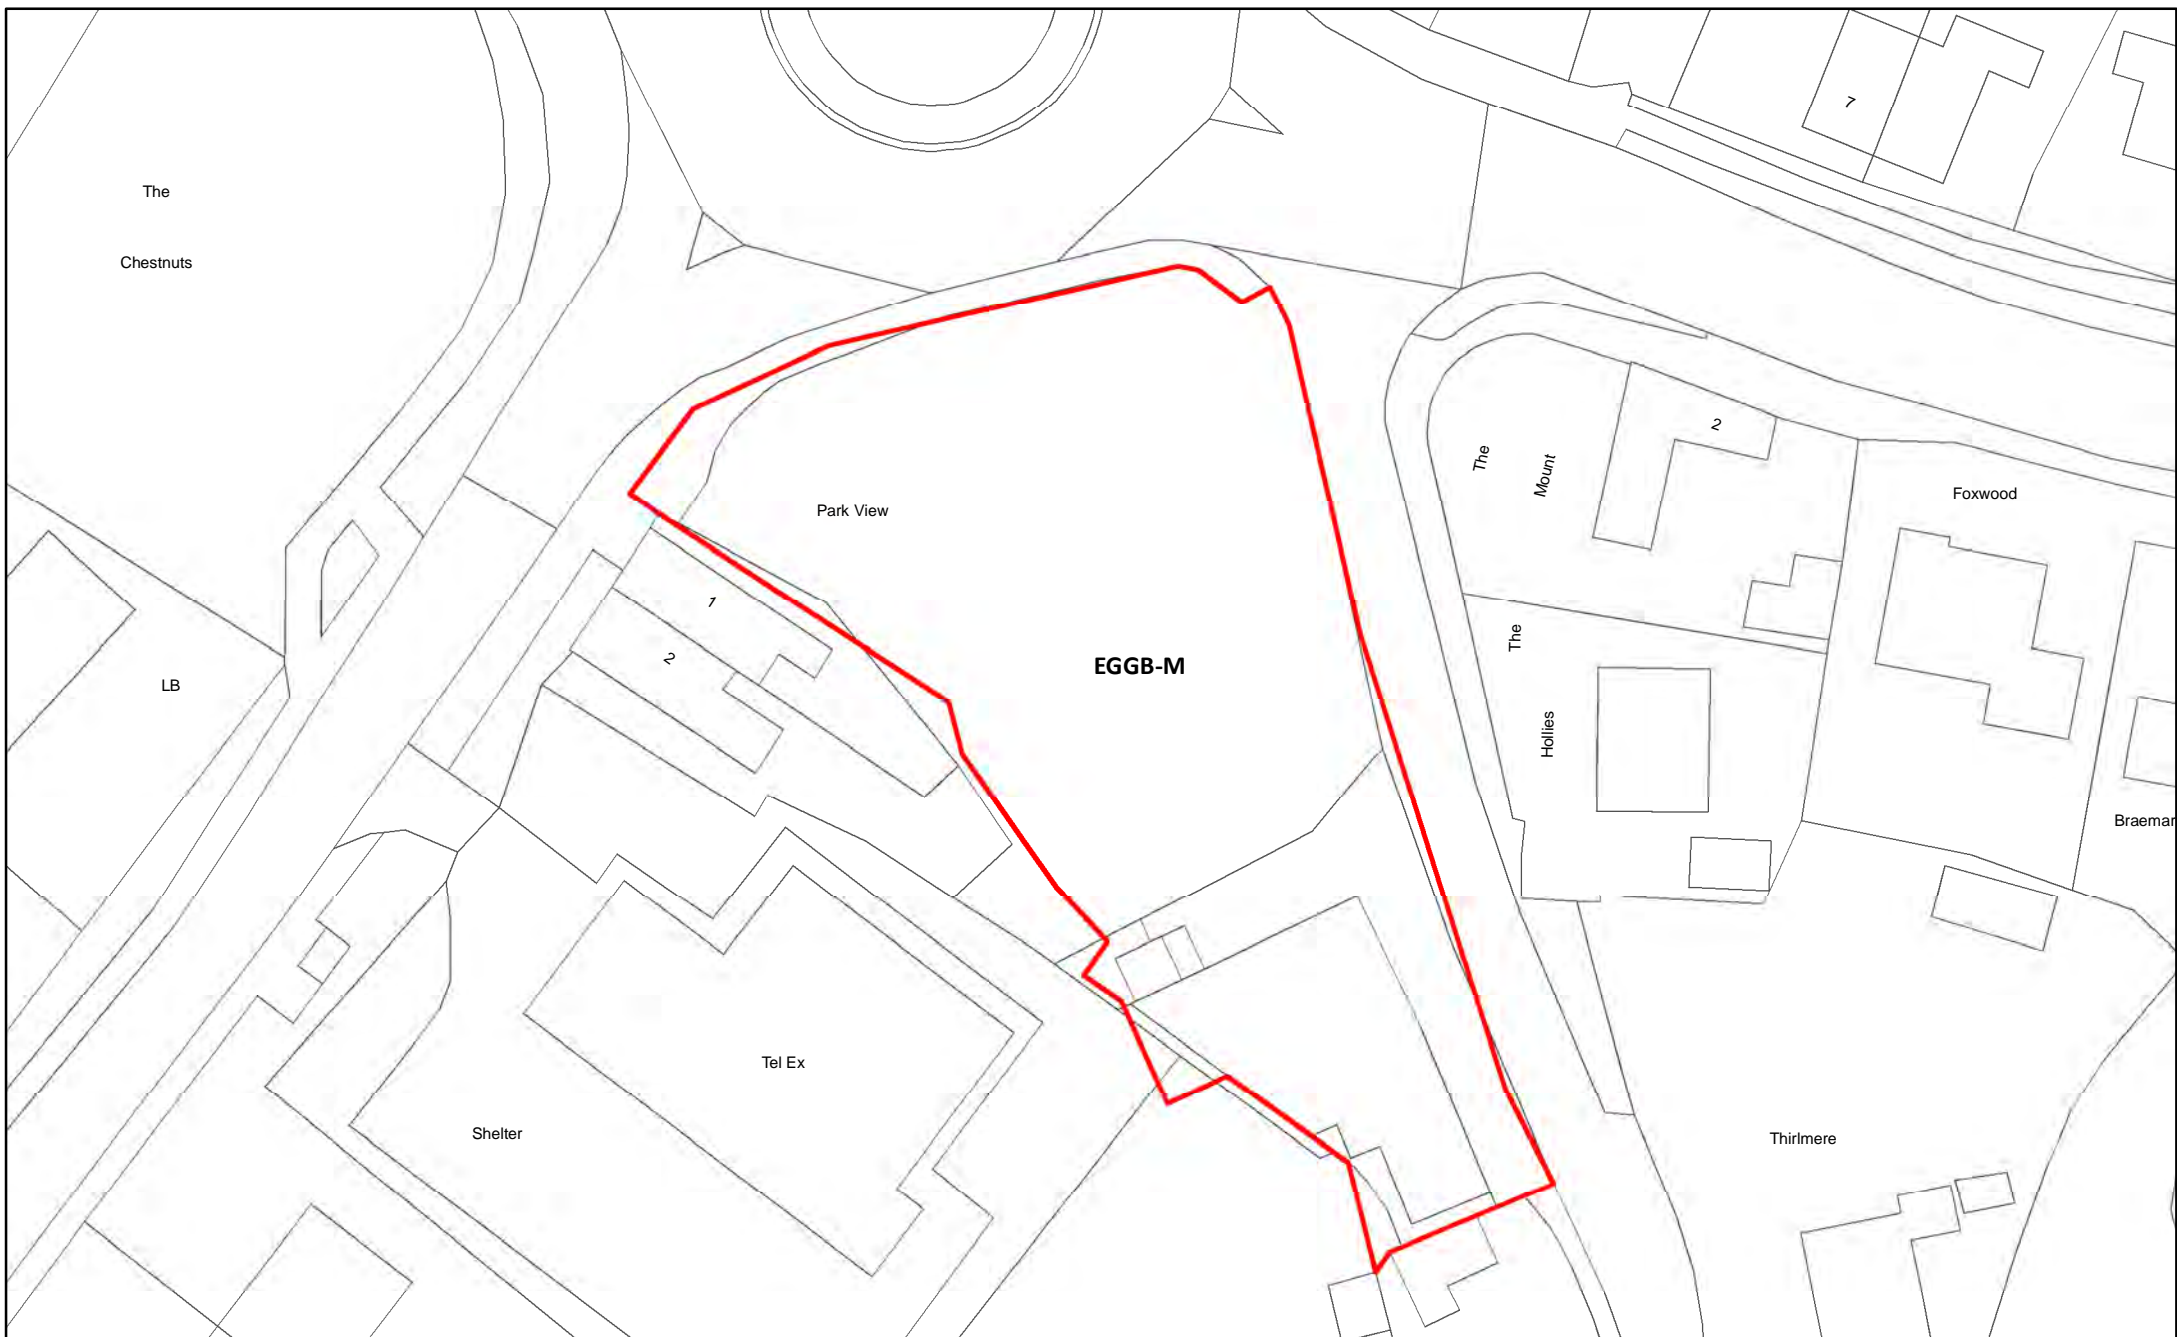 The
Chestnuts
7
2
The
Mount
Foxwood
Park View
1
2
The
Hollies
EGGB-M
LB
Braemar
Tel Ex
Shelter
Thirlmere